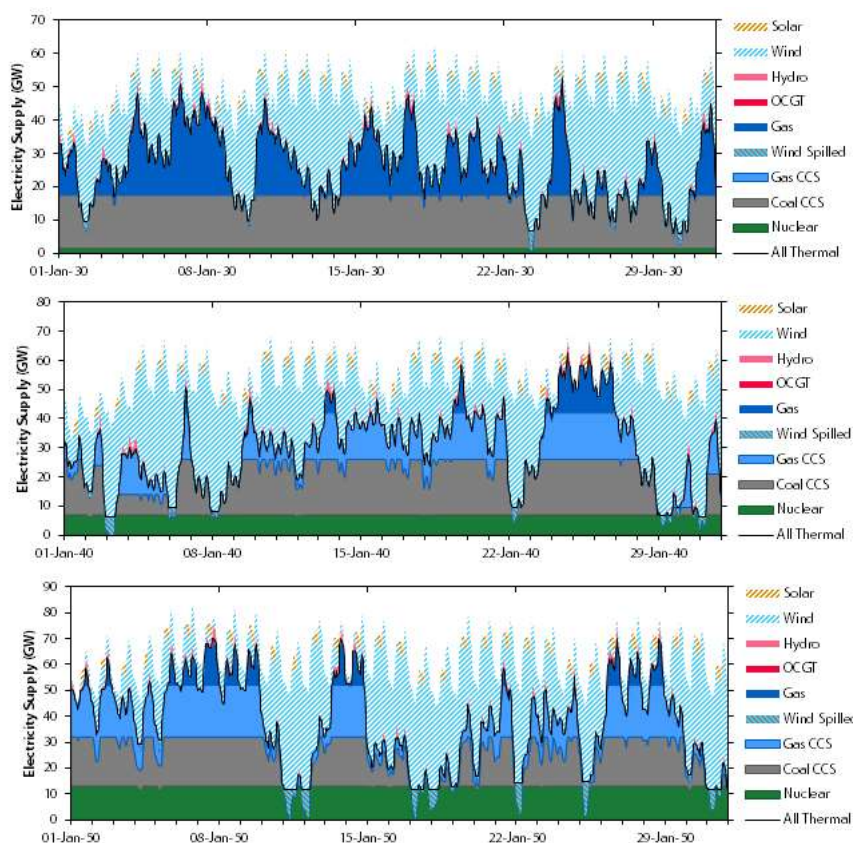 70
60
50
40
30
20
10
0
Electricity Supply (GW)
01-Jan-30 08-Jan-30 15-Jan-30 22-Jan-30 29-Jan-30
Solar
Wind
Hydro
OCGT
Gas
Wind Spilled
Gas CCS
Coal CCS
Nuclear
All Thermal
80
70
60
50
40
30
20
10
0
Electricity Supply (GW)
01-Jan-40 08-Jan-40 15-Jan-40 22-Jan-40 29-Jan-40
Solar
Wind
Hydro
OCGT
Gas
Wind Spilled
Gas CCS
Coal CCS
Nuclear
All Thermal
90
80
70
60
50
40
30
20
10
0
Electricity Supply (GW)
01-Jan-50 08-Jan-50 15-Jan-50 22-Jan-50 29-Jan-50
Solar
Wind
Hydro
OCGT
Gas
Wind Spilled
Gas CCS
Coal CCS
Nuclear
All Thermal